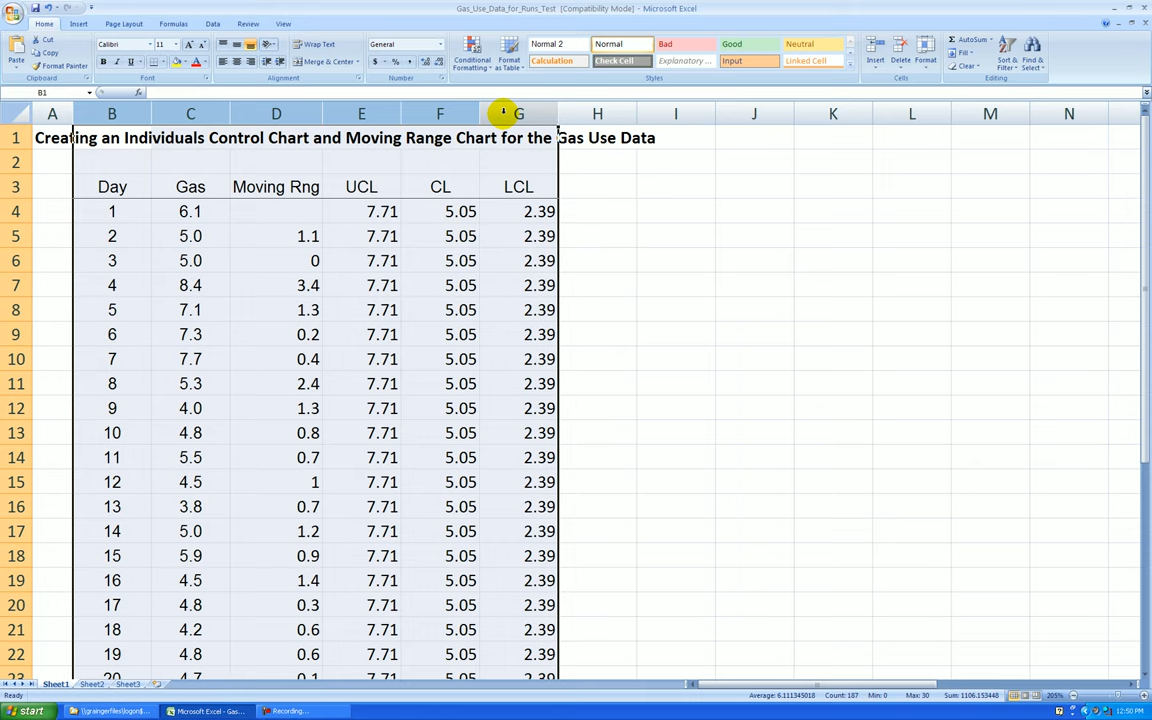 Gas_Use_Data_for_Runs_Test [Compatibility Mode] - Microsoft Excel
Home Insert Page Layout Formulas Data Review View
Cut
Copy
Format Painter
Paste
Clipboard
Calibri 11
B I U
Font
Wrap Text
Merge & Center
Alignment
General
$ % ,
Number
Conditional Formatting
Format as Table
Normal 2 Normal Bad Good Neutral
Calculation Check Cell Explanatory ... Input Linked Cell
Styles
Insert Delete Format
Cells
AutoSum
Fill
Clear
Sort & Filter
Find & Select
Editing
B1 fx
A B C D E F G H I J K L M N
1 Creating an Individuals Control Chart and Moving Range Chart for the Gas Use Data
2
3 Day Gas Moving Rng UCL CL LCL
4 1 6.1 7.71 5.05 2.39
5 2 5.0 1.1 7.71 5.05 2.39
6 3 5.0 0 7.71 5.05 2.39
7 4 8.4 3.4 7.71 5.05 2.39
8 5 7.1 1.3 7.71 5.05 2.39
9 6 7.3 0.2 7.71 5.05 2.39
10 7 7.7 0.4 7.71 5.05 2.39
11 8 5.3 2.4 7.71 5.05 2.39
12 9 4.0 1.3 7.71 5.05 2.39
13 10 4.8 0.8 7.71 5.05 2.39
14 11 5.5 0.7 7.71 5.05 2.39
15 12 4.5 1 7.71 5.05 2.39
16 13 3.8 0.7 7.71 5.05 2.39
17 14 5.0 1.2 7.71 5.05 2.39
18 15 5.9 0.9 7.71 5.05 2.39
19 16 4.5 1.4 7.71 5.05 2.39
20 17 4.8 0.3 7.71 5.05 2.39
21 18 4.2 0.6 7.71 5.05 2.39
22 19 4.8 0.6 7.71 5.05 2.39
23 20 4.7 0.1 7.71 5.05 2.39
Sheet1 Sheet2 Sheet3
Ready Average: 6.111345018 Count: 187 Min: 0 Max: 30 Sum: 1106.153448 205%
start \\graingerfiles\logon$... Microsoft Excel - Gas... Recording... 12:50 PM